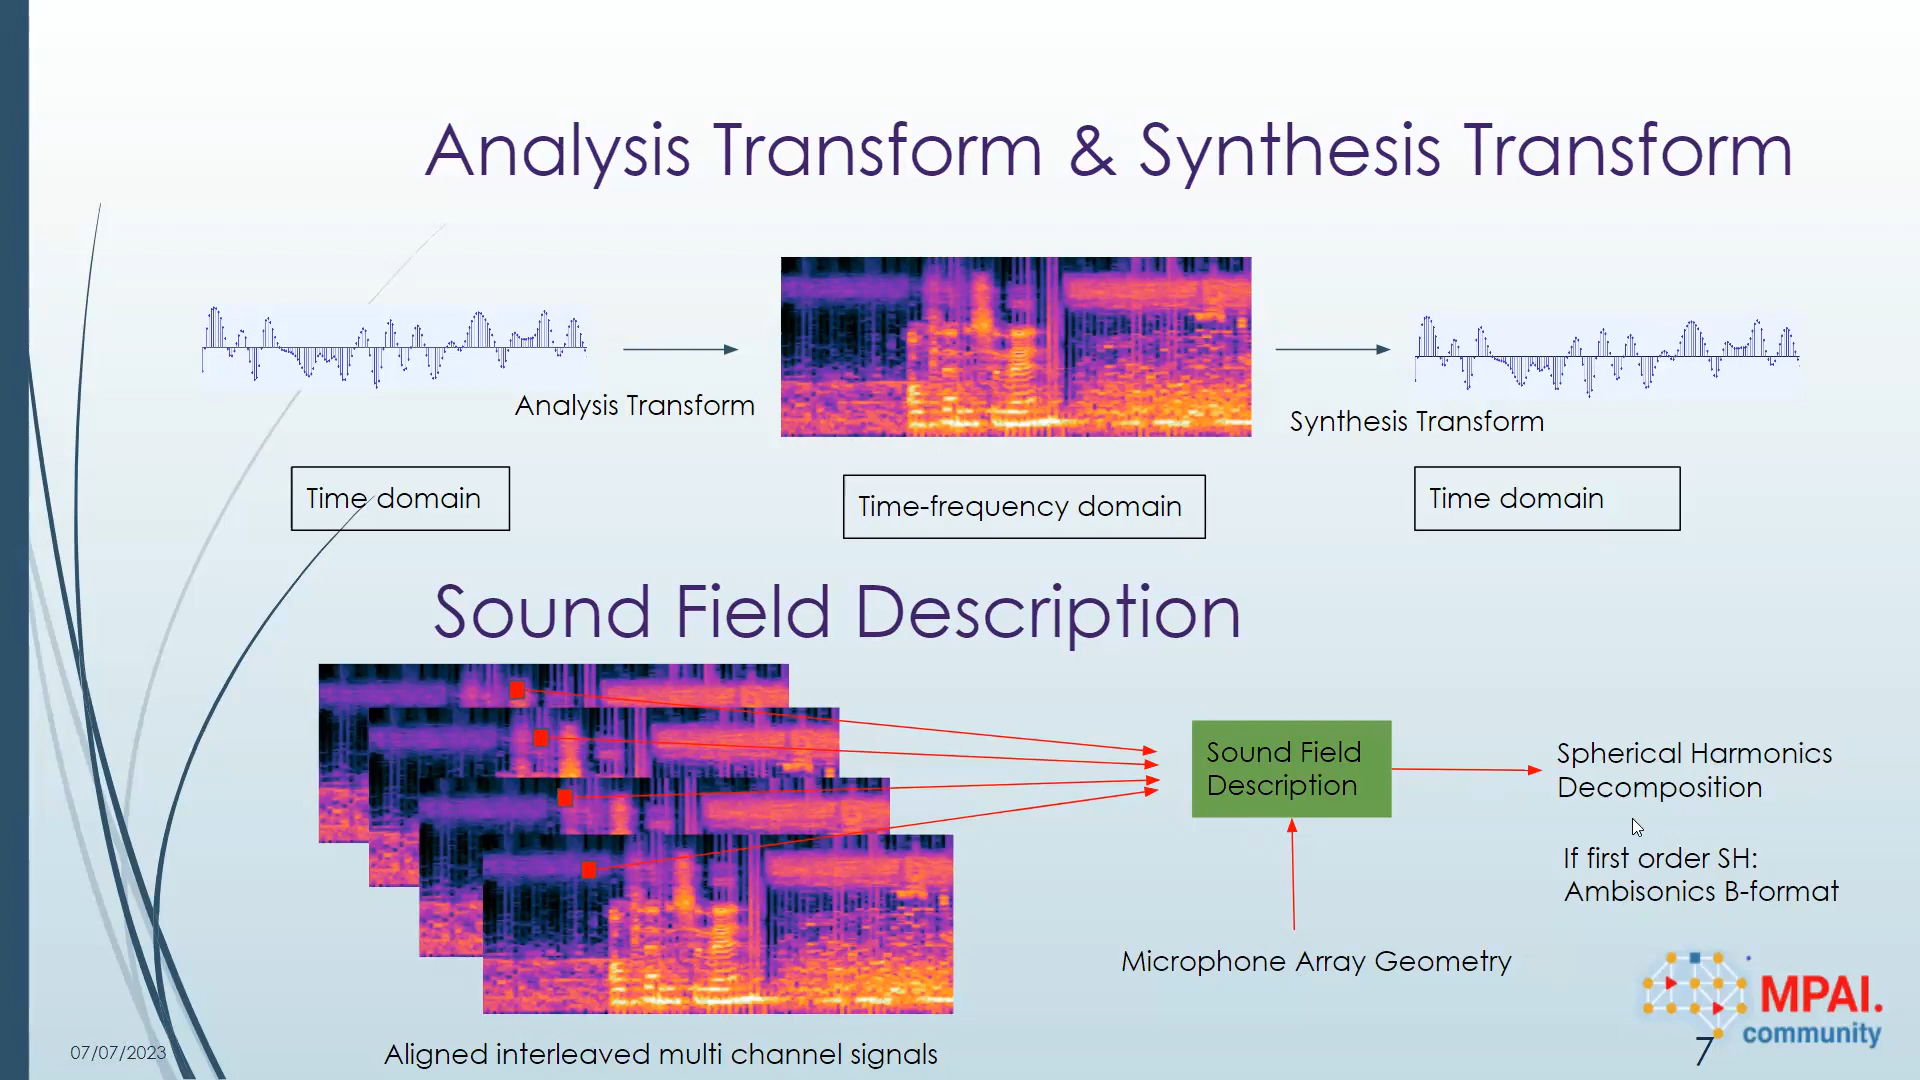 Analysis Transform & Synthesis Transform
Analysis Transform
Synthesis Transform
Time domain
Time-frequency domain
Time domain
Sound Field Description
Sound Field
Description
Spherical Harmonics
Decomposition
If first order SH:
Ambisonics B-format
Microphone Array Geometry
Aligned interleaved multi channel signals
MPAI.
community
07/07/2023
7